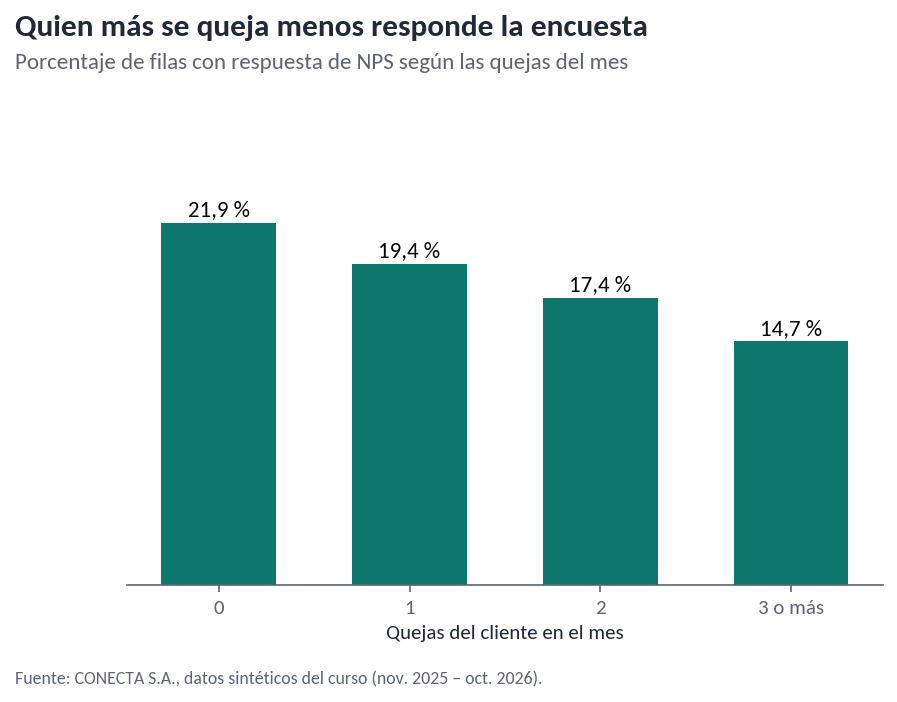 Quien más se queja menos responde la encuesta
Porcentaje de filas con respuesta de NPS según las quejas del mes
21,9 %
19,4 %
17,4 %
14,7 %
0
1
2
3 o más
Quejas del cliente en el mes
Fuente: CONECTA S.A., datos sintéticos del curso (nov. 2025 – oct. 2026).